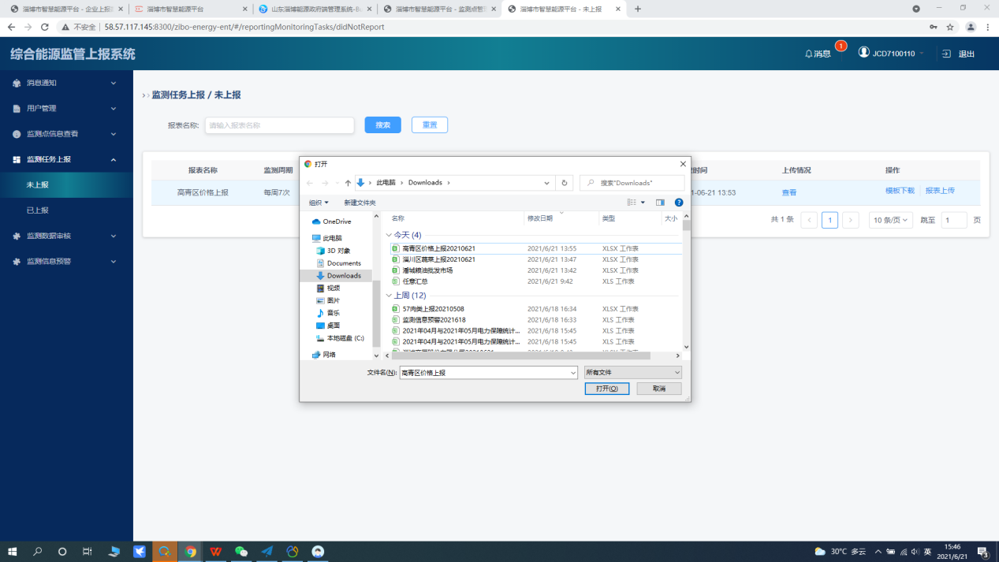 淄博市智慧能源平台 - 企业上报
淄博市智慧能源平台
山东淄博能源政府端管理系统-B
淄博市智慧能源平台 - 监测点
淄博市智慧能源平台 - 未上报
不安全 | 58.57.117.145:8300/zibo-energy-ent/#/reportingMonitoringTasks/didNotReport
综合能源监管上报系统
消息
1
JCD7100110
退出
消息通知
用户管理
监测点信息查看
监测任务上报
未上报
已上报
监测数据审核
监测信息预警
监测任务上报 / 未上报
报表名称: 请输入报表名称 搜索 重置
报表名称 监测周期 时间 上传情况 操作
高青区价格上报 每周7次 1-06-21 13:53 查看 模板下载 报表上传
共 1 条 1 10 条/页 跳至 1 页
打开
此电脑 Downloads 搜索"Downloads"
组织 新建文件夹
OneDrive
此电脑
3D 对象
Documents
Downloads
视频
图片
音乐
桌面
本地磁盘 (C:)
网络
名称 修改日期 类型 大小
今天 (4)
高青区价格上报20210621 2021/6/21 13:55 XLSX 工作表
淄川区蔬菜上报20210621 2021/6/21 13:47 XLSX 工作表
潘城粮油批发市场 2021/6/21 13:42 XLSX 工作表
任意汇总 2021/6/21 9:42 XLS 工作表
上周 (12)
57肉类上报20210508 2021/6/18 16:34 XLSX 工作表
监测信息预警2021618 2021/6/18 16:33 XLS 工作表
2021年04月与2021年05月电力保障统计... 2021/6/18 15:45 XLS 工作表
2021年04月与2021年05月电力保障统计... 2021/6/18 15:45 XLS 工作表
文件名(N): 高青区价格上报 所有文件
打开(O) 取消
30°C 多云
英
15:46
2021/6/21
3